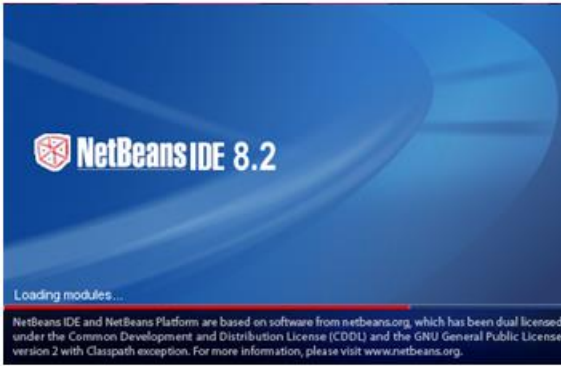 NetBeans IDE 8.2
Loading modules...
NetBeans IDE and NetBeans Platform are based on software from netbeans.org, which has been dual licensed
under the Common Development and Distribution License (CDDL) and the GNU General Public License
version 2 with Classpath exception. For more information, please visit www.netbeans.org.